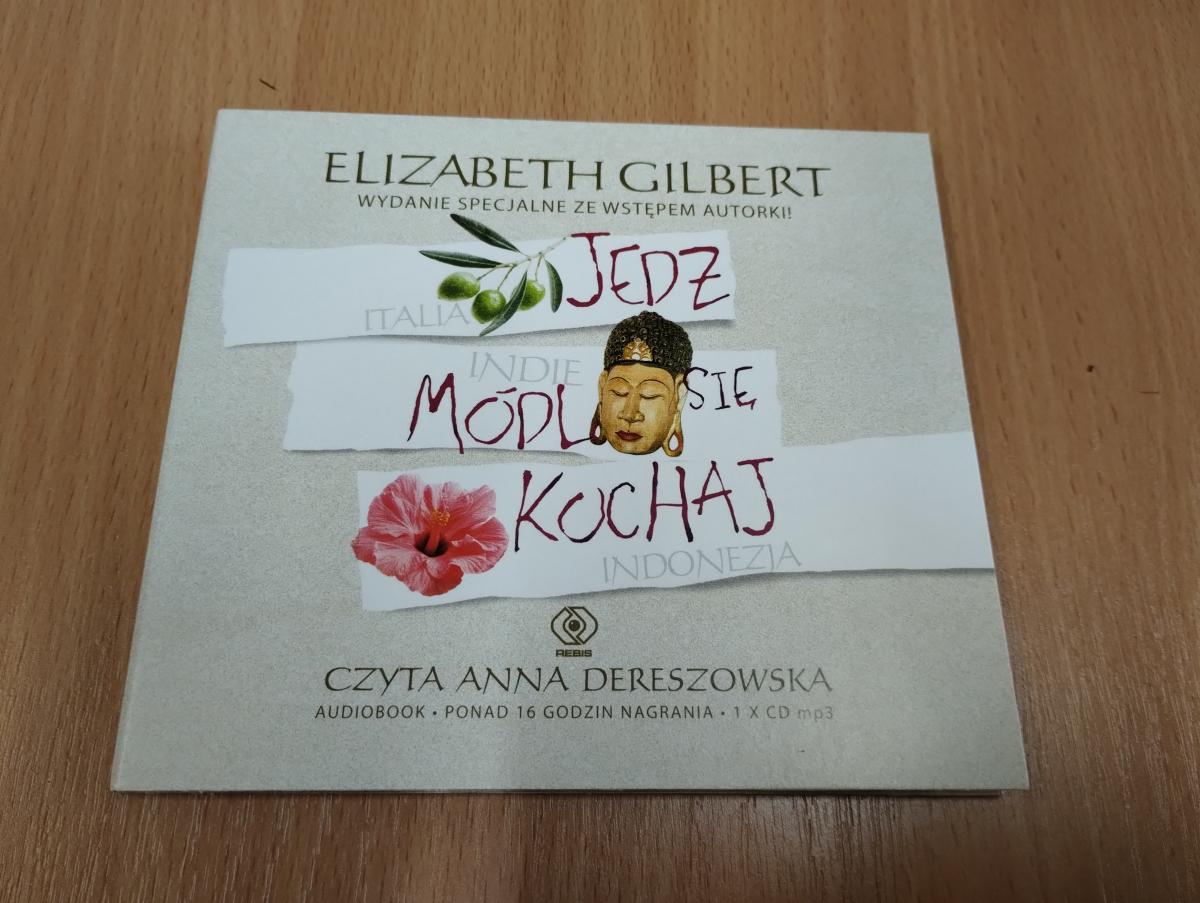 ELIZABETH GILBERT
WYDANIE SPECJALNE ZE WSTĘPEM AUTORKI!
JEDZ
ITALIA
INDIE
MÓDL SIĘ
KOCHAJ
INDONEZJA
REBIS
CZYTA ANNA DERESZOWSKA
AUDIOBOOK • PONAD 16 GODZIN NAGRANIA • 1 X CD mp3